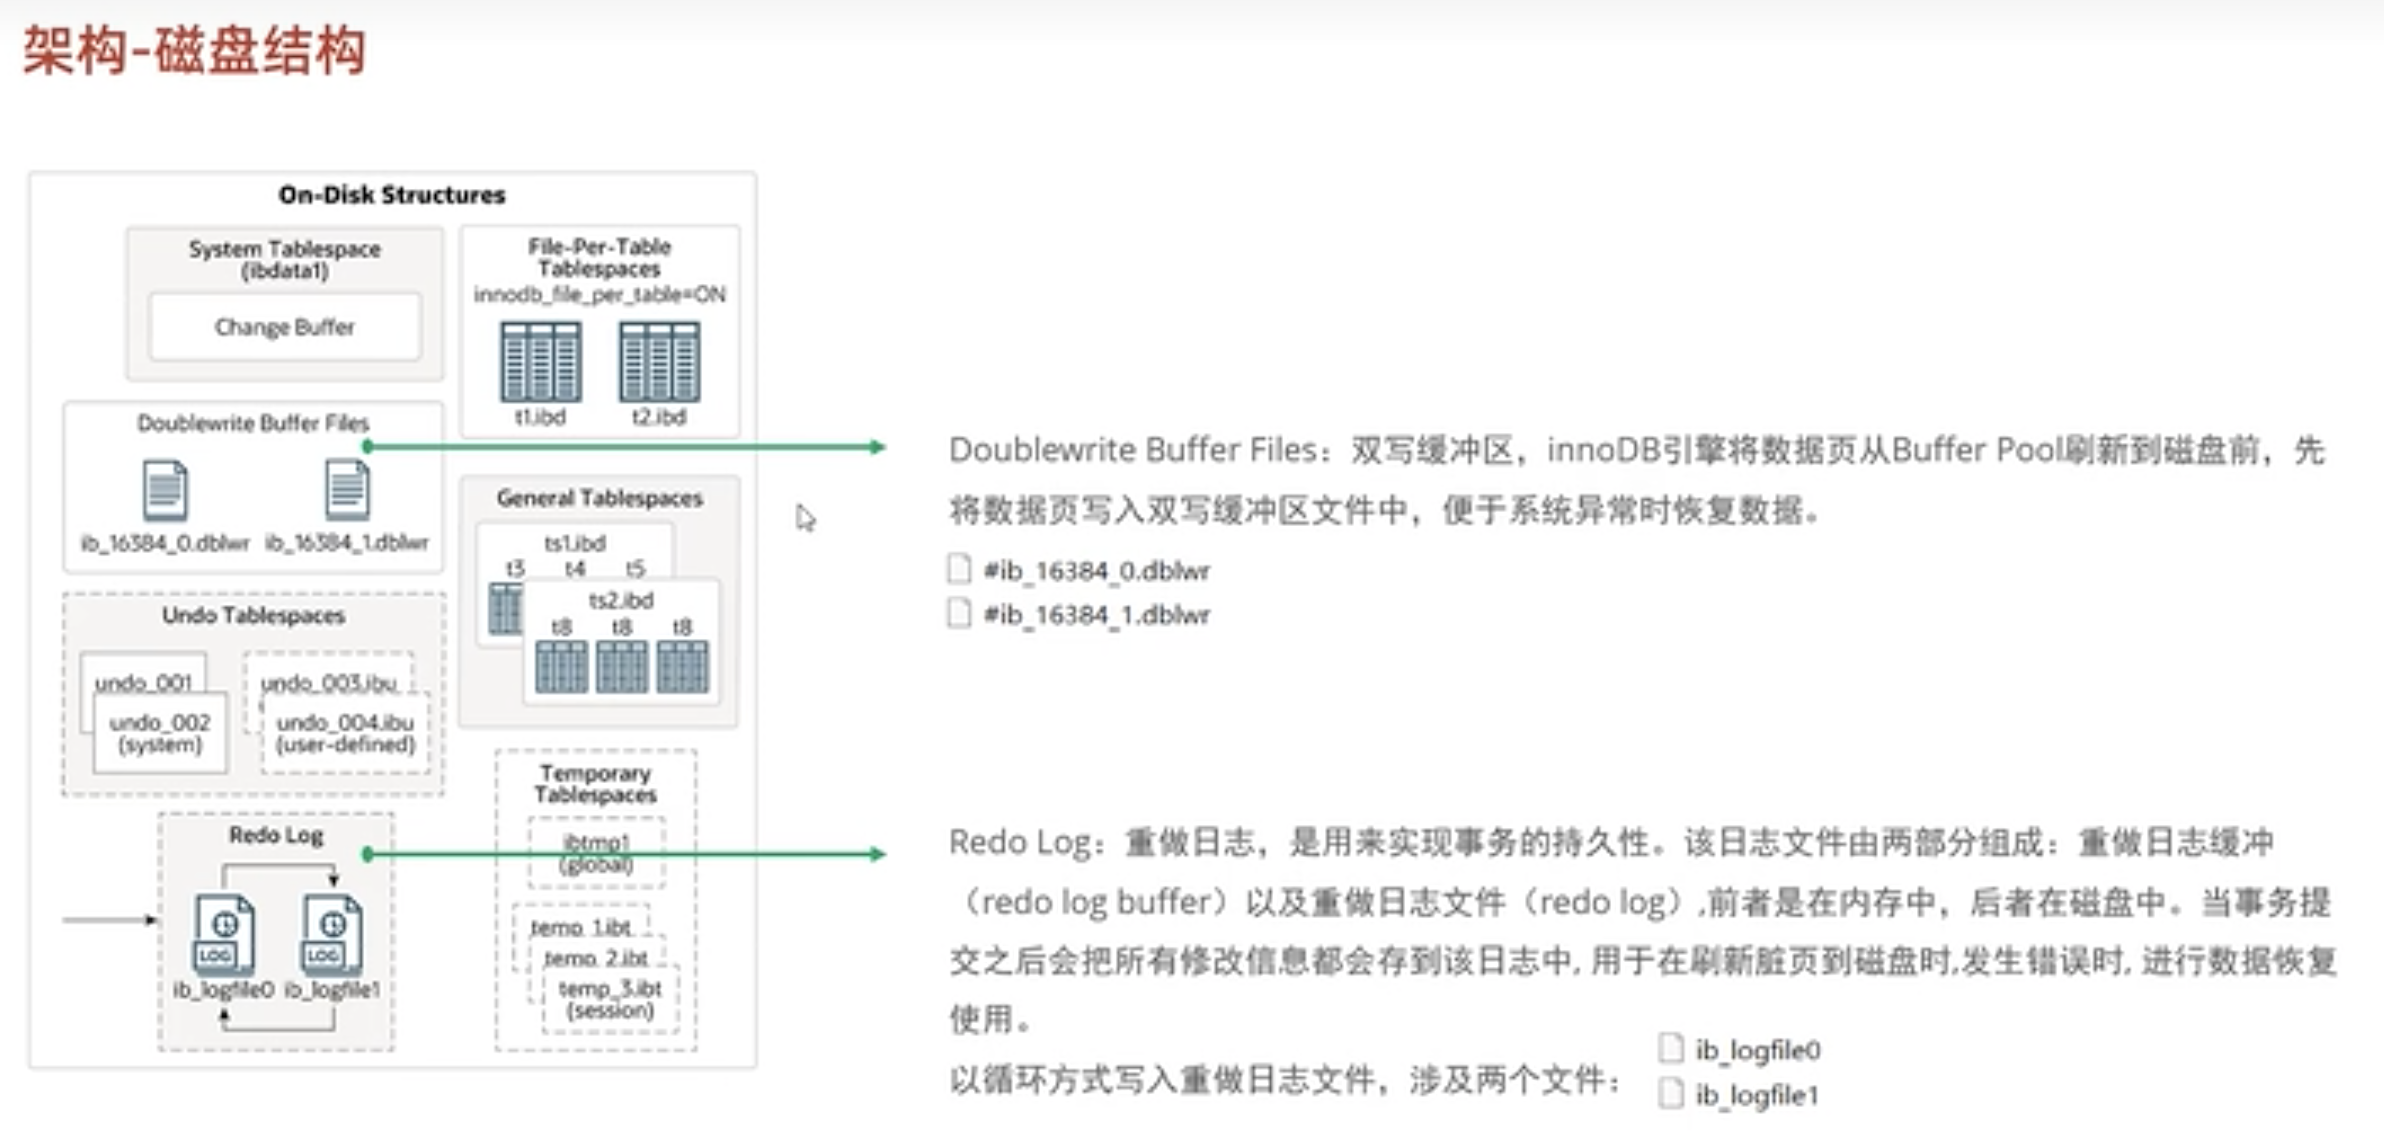 架构-磁盘结构
On-Disk Structures
System Tablespace
(ibdata1)
Change Buffer
File-Per-Table
Tablespaces
innodb_file_per_table=ON
t1.ibd
t2.ibd
Doublewrite Buffer Files
ib_16384_0.dblwr
ib_16384_1.dblwr
General Tablespaces
ts1.ibd
t3 t4 t5
ts2.ibd
t8 t8 t8
Undo Tablespaces
undo_001
undo_002
(system)
undo_003.ibu
undo_004.ibu
(user-defined)
Temporary
Tablespaces
ibtmp1
(global)
temp_1.ibt
temp_2.ibt
temp_3.ibt
(session)
Redo Log
LOG
LOG
ib_logfile0 ib_logfile1
Doublewrite Buffer Files：双写缓冲区，innoDB引擎将数据页从Buffer Pool刷新到磁盘前，先
将数据页写入双写缓冲区文件中，便于系统异常时恢复数据。
#ib_16384_0.dblwr
#ib_16384_1.dblwr
Redo Log：重做日志，是用来实现事务的持久性。该日志文件由两部分组成：重做日志缓冲
（redo log buffer）以及重做日志文件（redo log）,前者是在内存中，后者在磁盘中。当事务提
交之后会把所有修改信息都会存到该日志中, 用于在刷新脏页到磁盘时,发生错误时, 进行数据恢复
使用。
以循环方式写入重做日志文件，涉及两个文件：
ib_logfile0
ib_logfile1